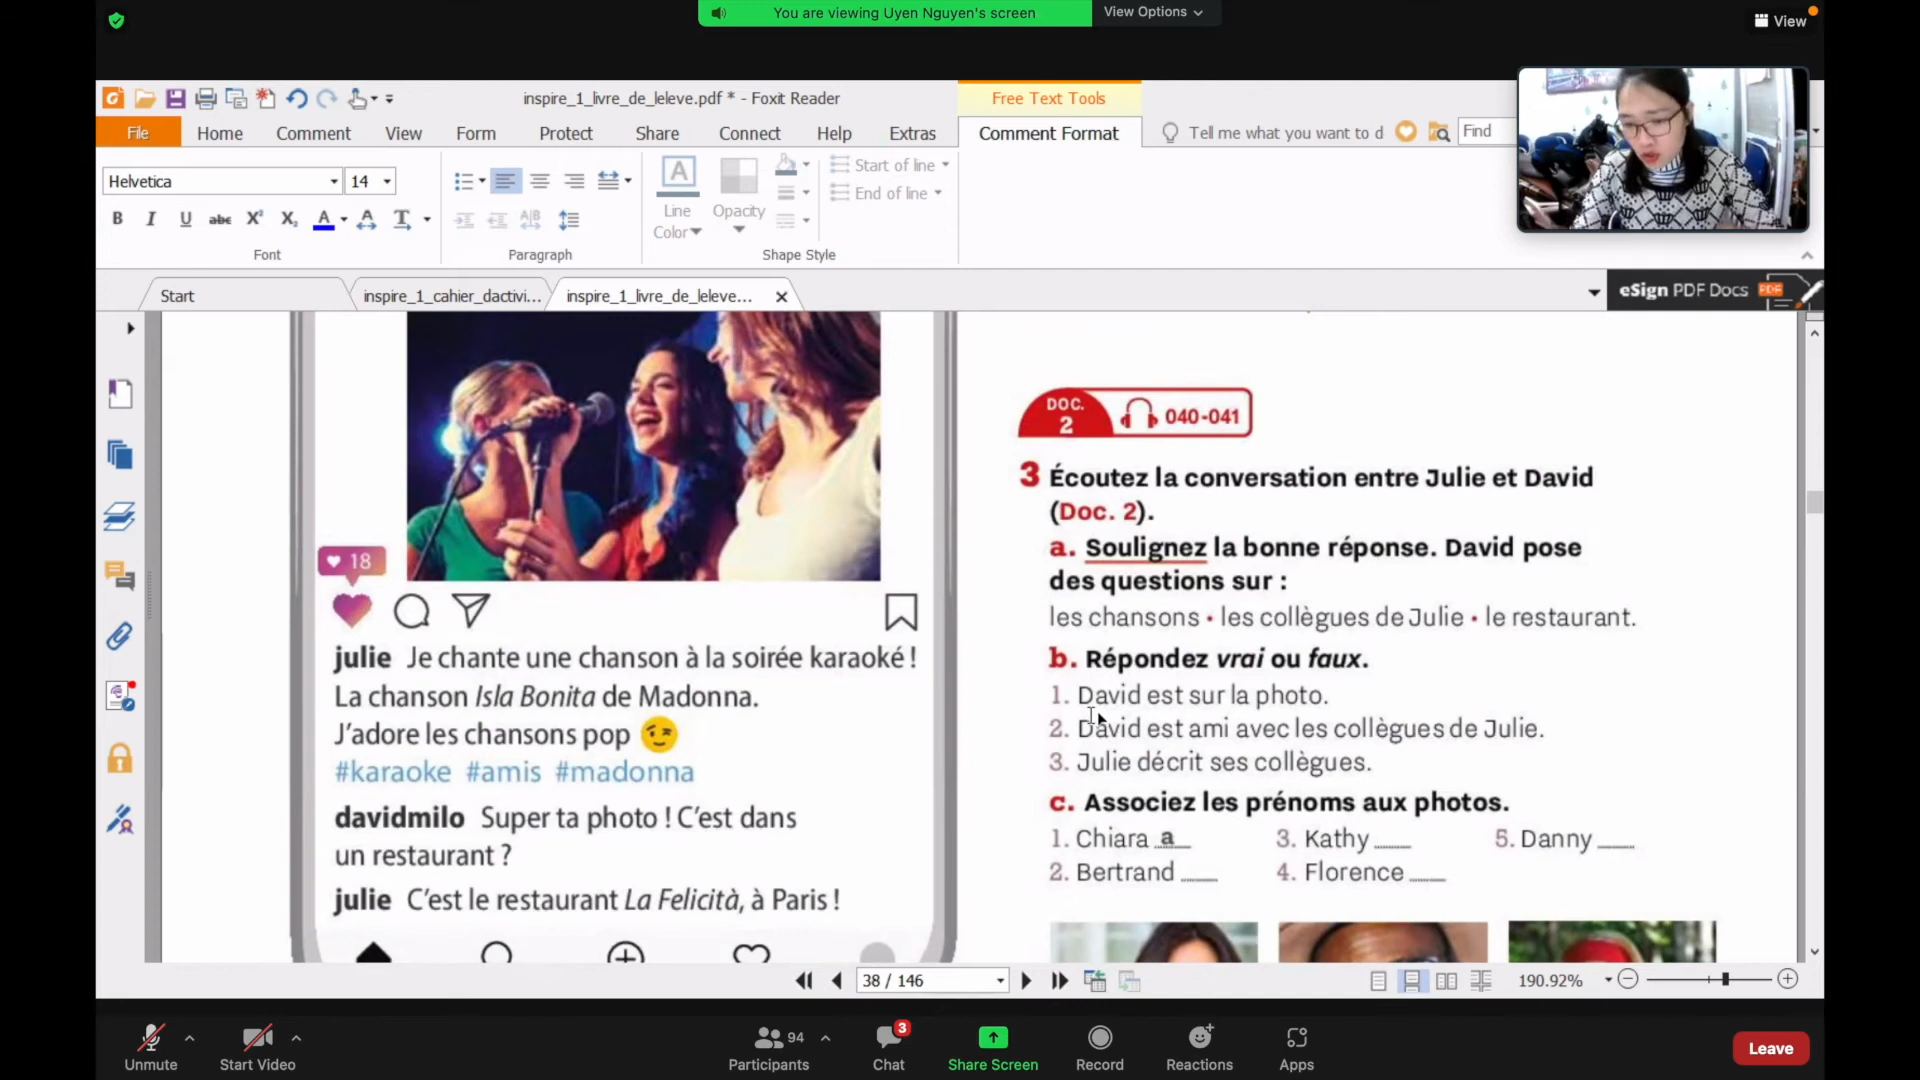 You are viewing Uyen Nguyen's screen
View Options
View
inspire_1_livre_de_leleve.pdf * - Foxit Reader
Free Text Tools
File
Home
Comment
View
Form
Protect
Share
Connect
Help
Extras
Comment Format
Tell me what you want to d
Find
Helvetica
14
Start of line
End of line
Line
Color
Opacity
Font
Paragraph
Shape Style
Start
inspire_1_cahier_dactivi...
inspire_1_livre_de_leleve...
eSign PDF Docs
PDF
18
julie Je chante une chanson à la soirée karaoké !
La chanson Isla Bonita de Madonna.
J'adore les chansons pop
#karaoke #amis #madonna
davidmilo Super ta photo ! C'est dans
un restaurant ?
julie C'est le restaurant La Felicità, à Paris !
DOC.
2
040-041
3 Écoutez la conversation entre Julie et David
(Doc. 2).
a. Soulignez la bonne réponse. David pose
des questions sur :
les chansons • les collègues de Julie • le restaurant.
b. Répondez vrai ou faux.
1. David est sur la photo.
2. David est ami avec les collègues de Julie.
3. Julie décrit ses collègues.
c. Associez les prénoms aux photos.
1. Chiara a
3. Kathy
5. Danny
2. Bertrand
4. Florence
38 / 146
190.92%
Unmute
Start Video
94
Participants
3
Chat
Share Screen
Record
Reactions
Apps
Leave